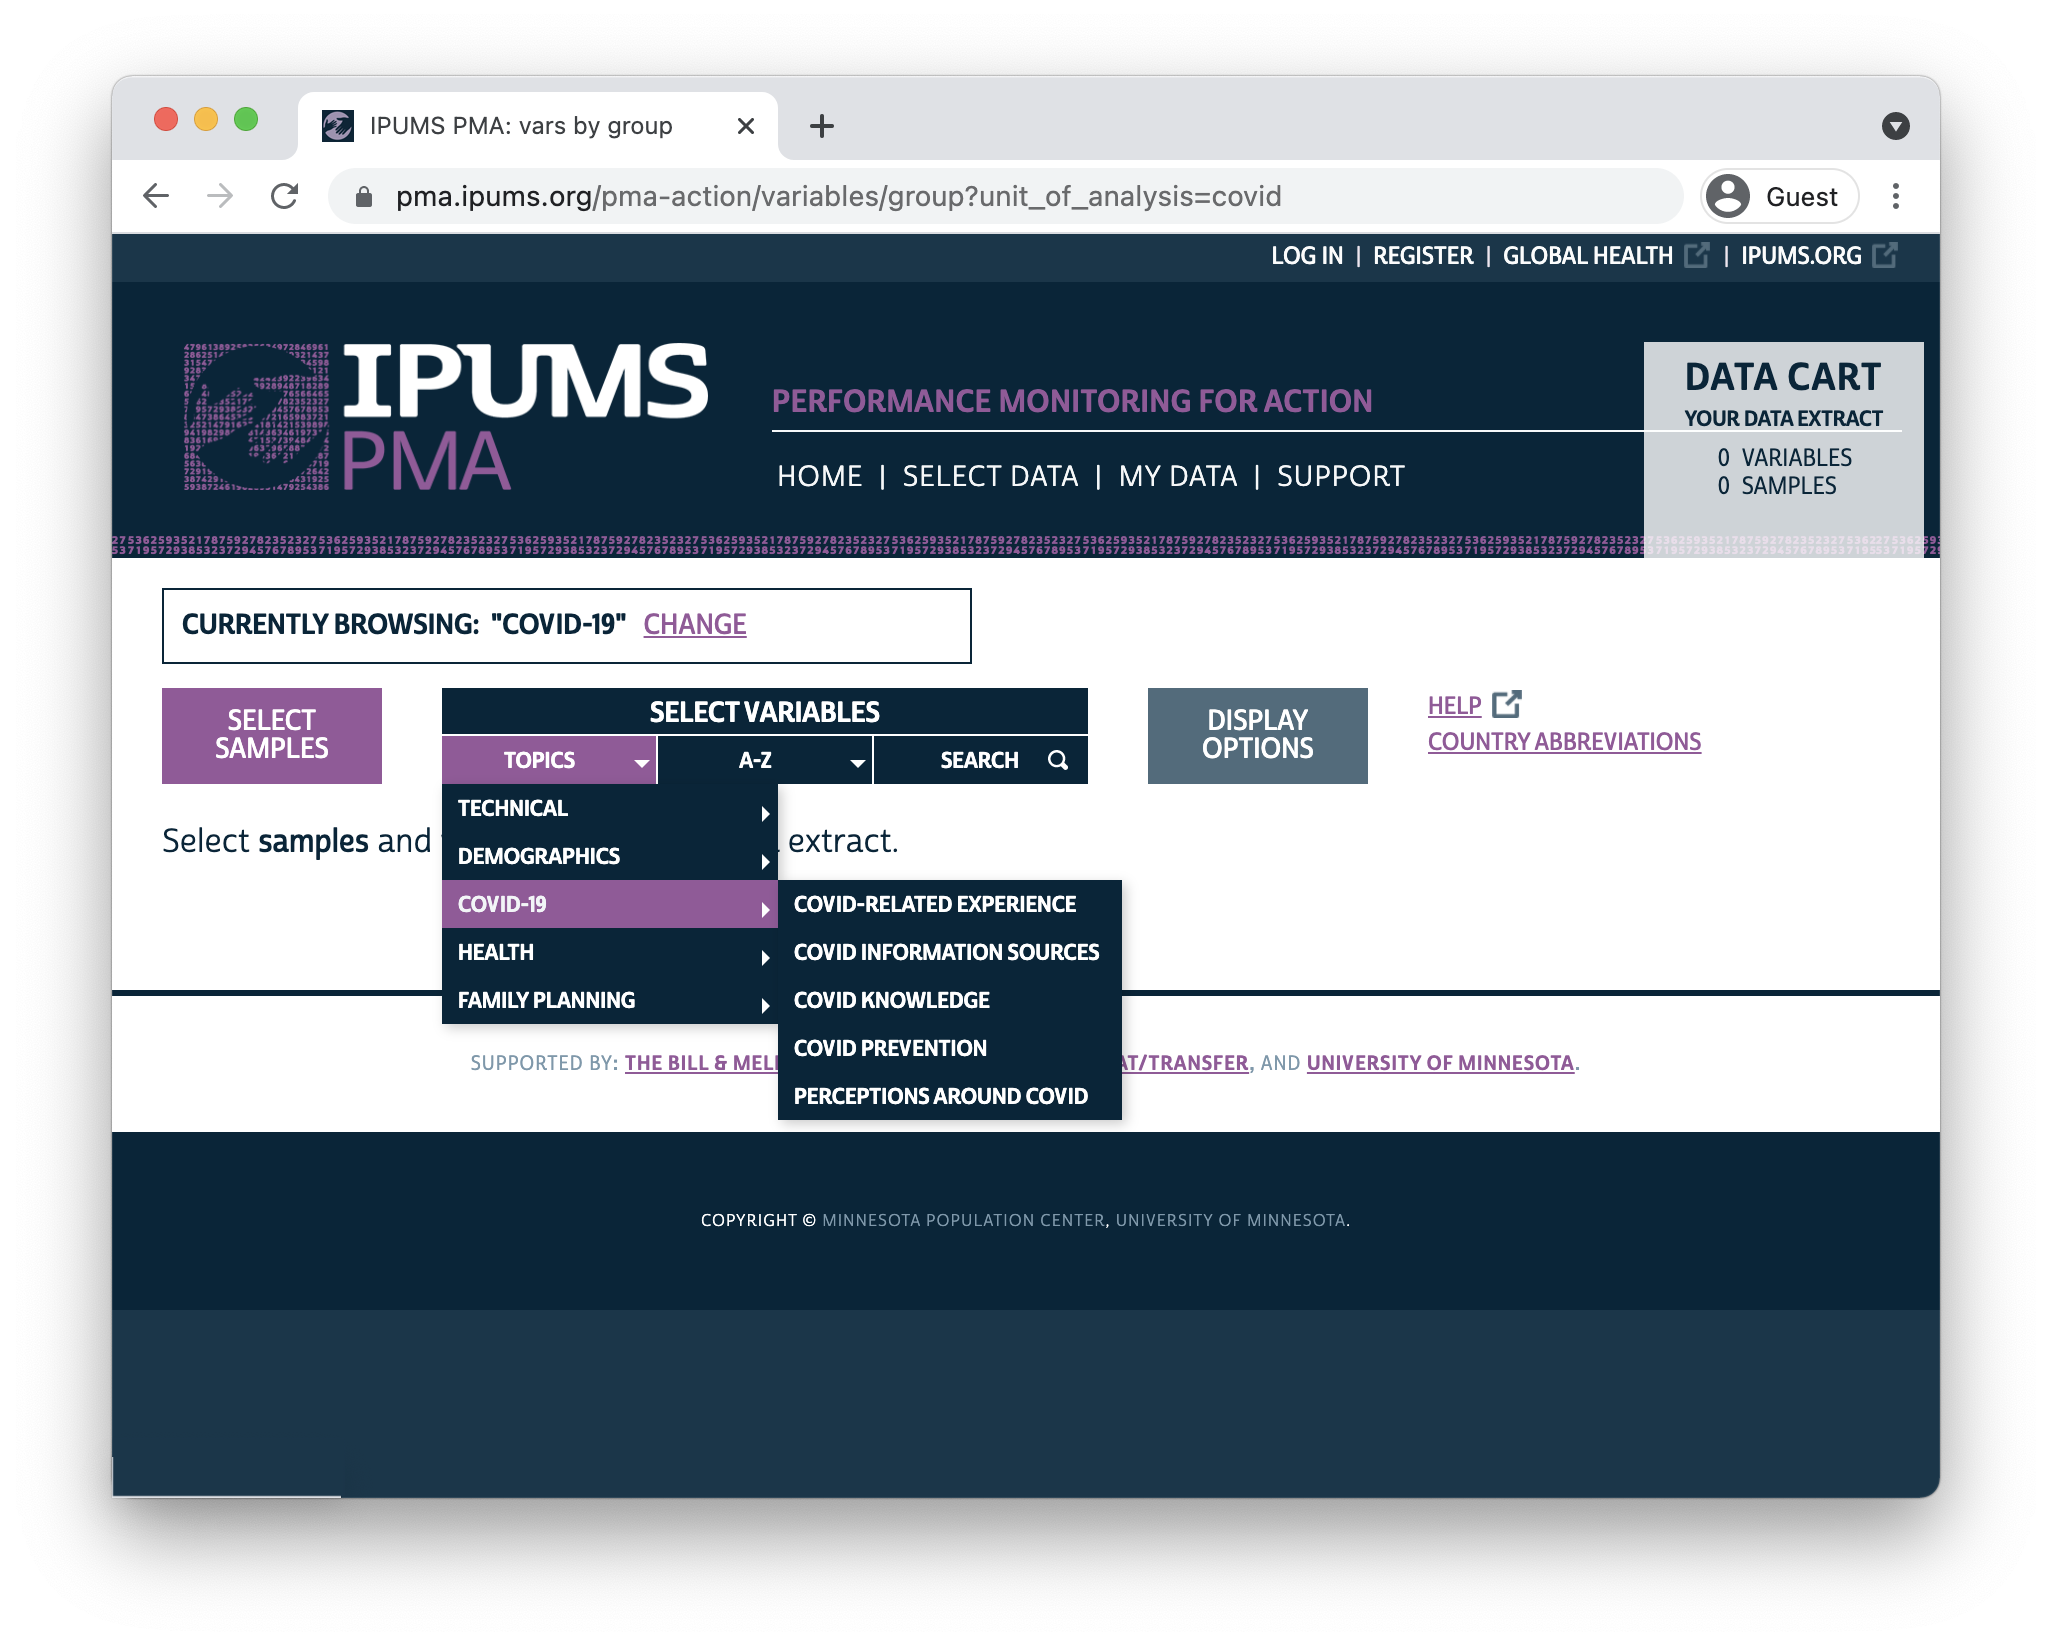 IPUMS PMA: vars by group
pma.ipums.org/pma-action/variables/group?unit_of_analysis=covid
Guest
LOG IN | REGISTER | GLOBAL HEALTH | IPUMS.ORG
IPUMS
PMA
PERFORMANCE MONITORING FOR ACTION
HOME | SELECT DATA | MY DATA | SUPPORT
DATA CART
YOUR DATA EXTRACT
0 VARIABLES
0 SAMPLES
CURRENTLY BROWSING: "COVID-19" CHANGE
SELECT
SAMPLES
SELECT VARIABLES
TOPICS
A-Z
SEARCH
DISPLAY
OPTIONS
HELP
COUNTRY ABBREVIATIONS
Select samples and
extract.
TECHNICAL
DEMOGRAPHICS
COVID-19
HEALTH
FAMILY PLANNING
COVID-RELATED EXPERIENCE
COVID INFORMATION SOURCES
COVID KNOWLEDGE
COVID PREVENTION
PERCEPTIONS AROUND COVID
SUPPORTED BY: THE BILL & MEL
AT/TRANSFER, AND UNIVERSITY OF MINNESOTA.
COPYRIGHT © MINNESOTA POPULATION CENTER, UNIVERSITY OF MINNESOTA.